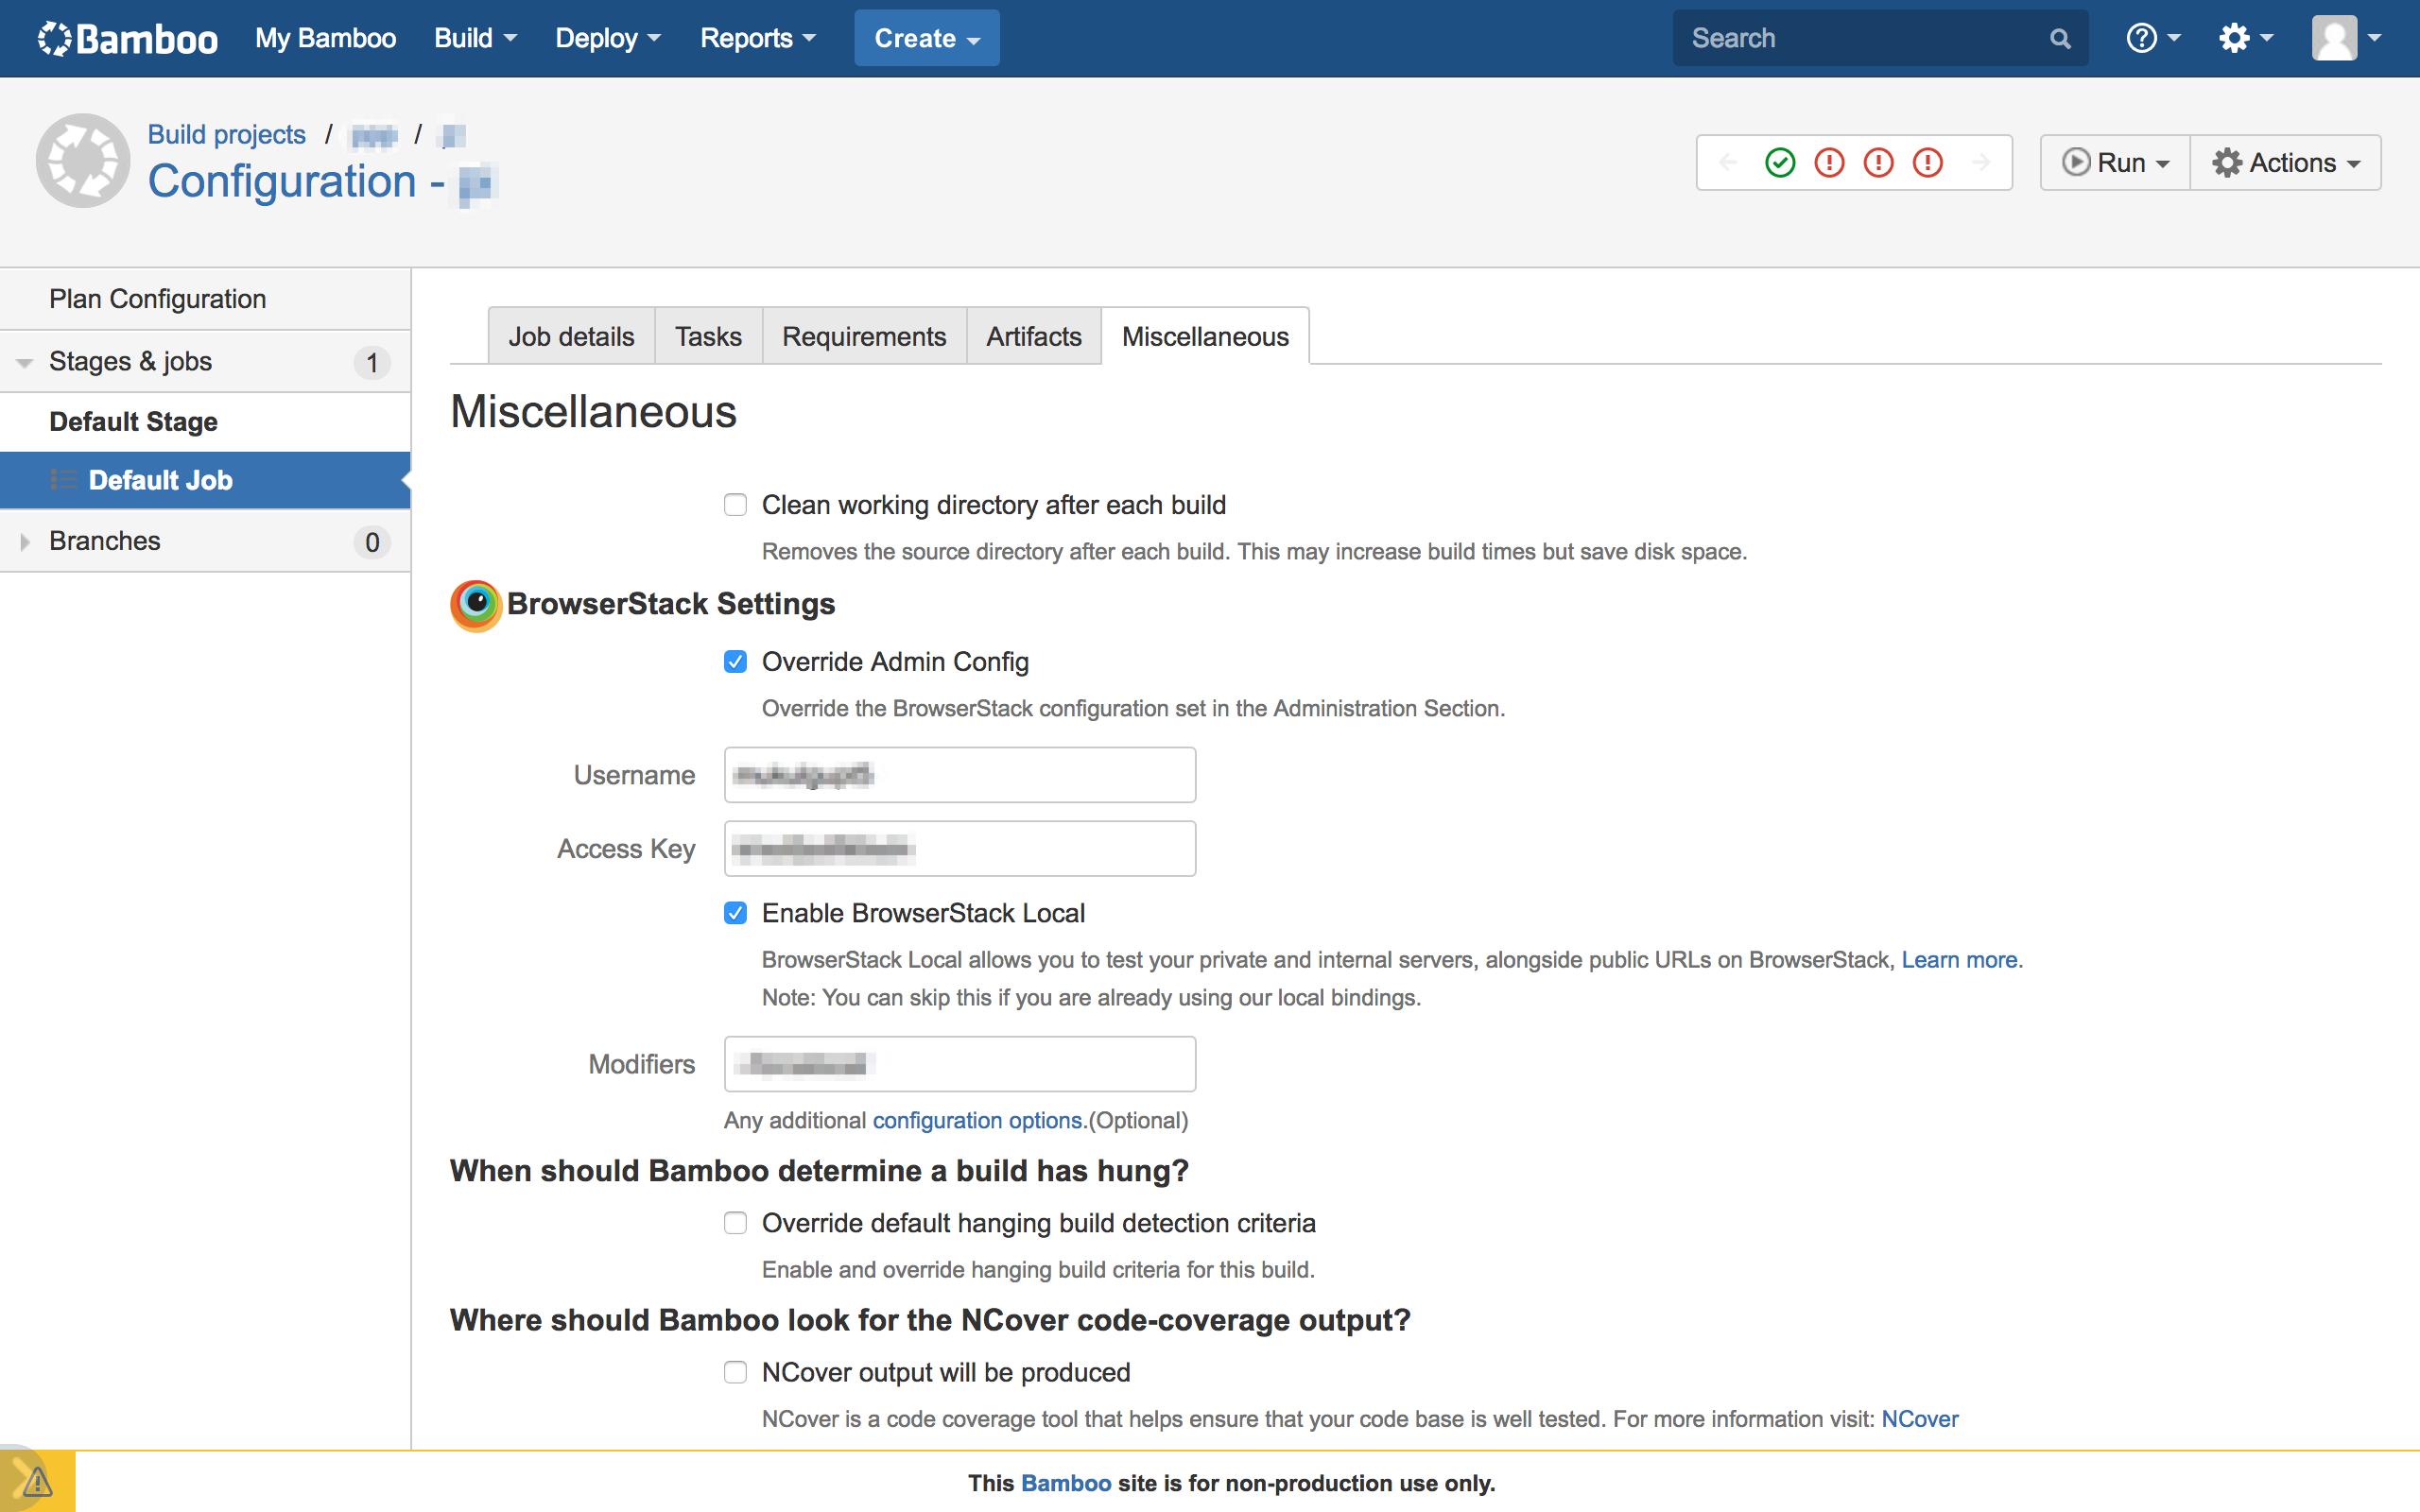 Bamboo My Bamboo Build Deploy Reports Create Search
Build projects / /
Configuration -
Run Actions
Plan Configuration
Stages & jobs 1
Default Stage
Default Job
Branches 0
Job details Tasks Requirements Artifacts Miscellaneous
Miscellaneous
Clean working directory after each build
Removes the source directory after each build. This may increase build times but save disk space.
BrowserStack Settings
Override Admin Config
Override the BrowserStack configuration set in the Administration Section.
Username
Access Key
Enable BrowserStack Local
BrowserStack Local allows you to test your private and internal servers, alongside public URLs on BrowserStack, Learn more.
Note: You can skip this if you are already using our local bindings.
Modifiers
Any additional configuration options.(Optional)
When should Bamboo determine a build has hung?
Override default hanging build detection criteria
Enable and override hanging build criteria for this build.
Where should Bamboo look for the NCover code-coverage output?
NCover output will be produced
NCover is a code coverage tool that helps ensure that your code base is well tested. For more information visit: NCover
This Bamboo site is for non-production use only.